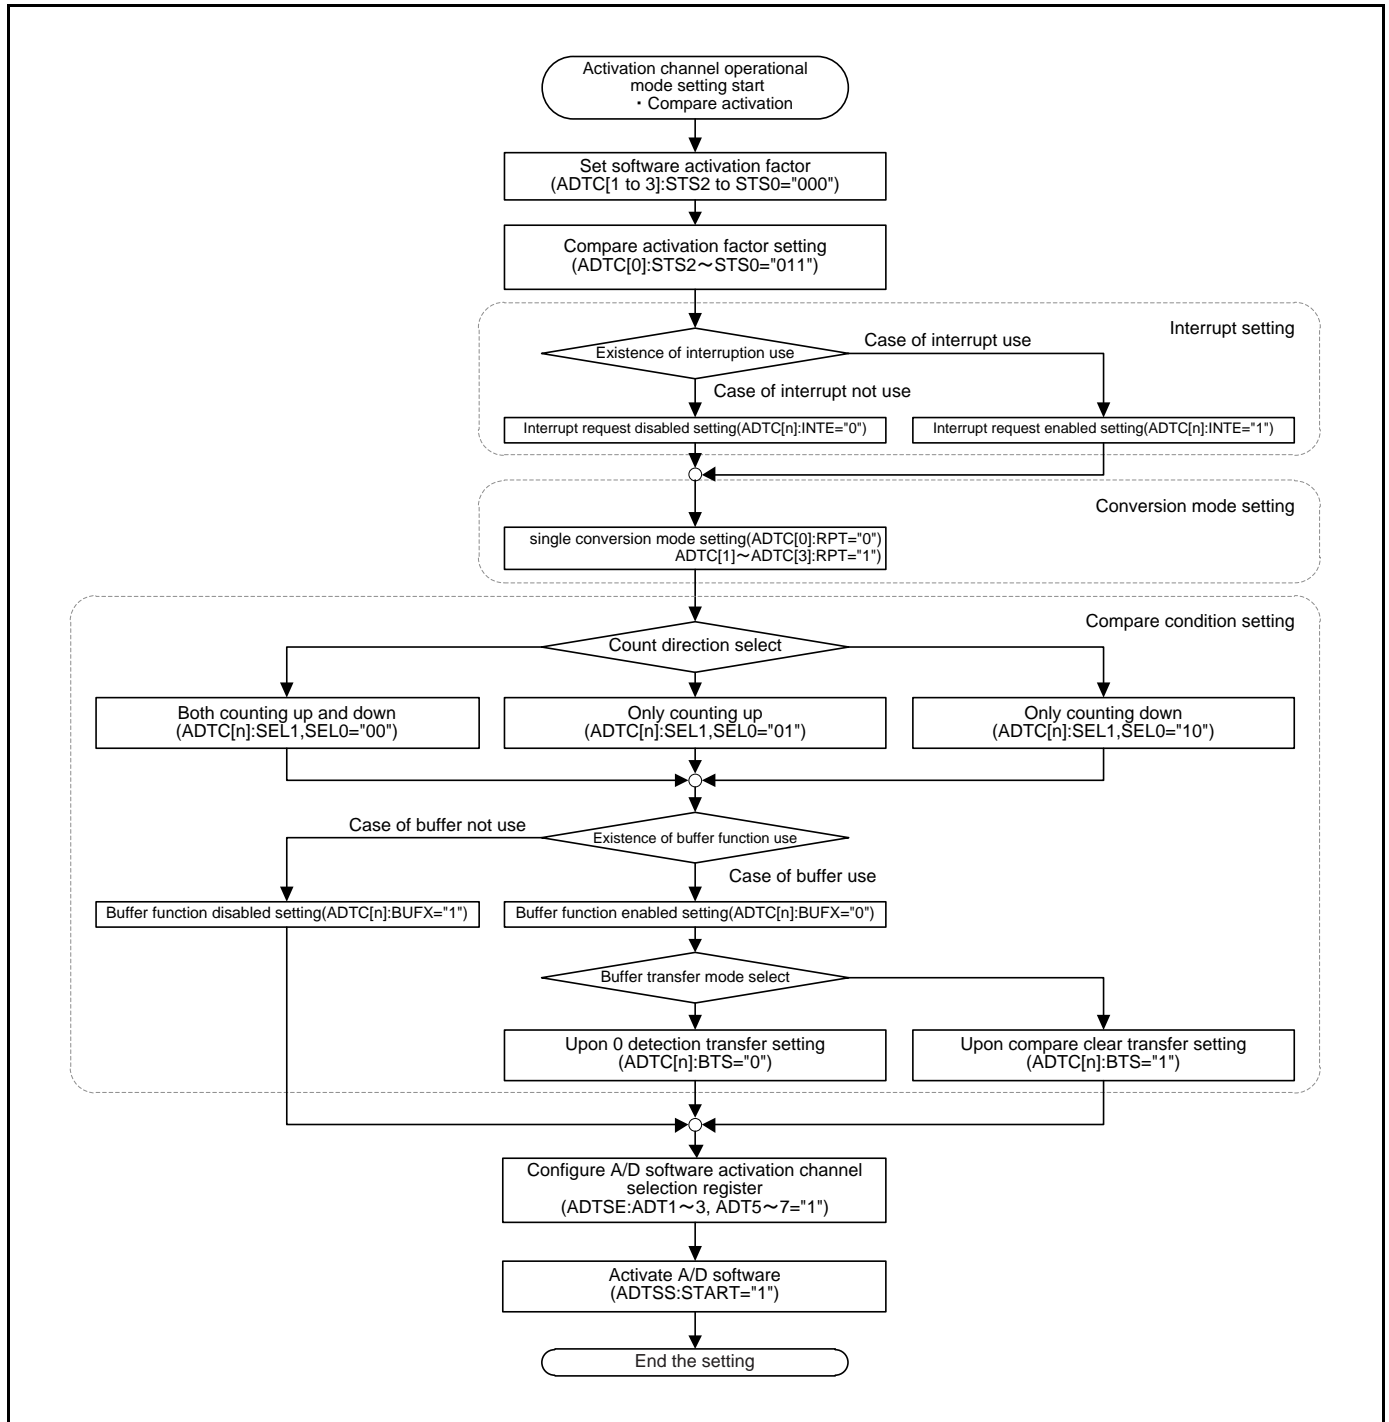 Activation channel operational
mode setting start
・Compare activation
Set software activation factor
(ADTC[1 to 3]:STS2 to STS0="000")
Compare activation factor setting
(ADTC[0]:STS2～STS0="011")
Interrupt setting
Existence of interruption use
Case of interrupt use
Case of interrupt not use
Interrupt request disabled setting(ADTC[n]:INTE="0")
Interrupt request enabled setting(ADTC[n]:INTE="1")
Conversion mode setting
single conversion mode setting(ADTC[0]:RPT="0")
ADTC[1]～ADTC[3]:RPT="1")
Compare condition setting
Count direction select
Both counting up and down
(ADTC[n]:SEL1,SEL0="00")
Only counting up
(ADTC[n]:SEL1,SEL0="01")
Only counting down
(ADTC[n]:SEL1,SEL0="10")
Case of buffer not use
Existence of buffer function use
Case of buffer use
Buffer function disabled setting(ADTC[n]:BUFX="1")
Buffer function enabled setting(ADTC[n]:BUFX="0")
Buffer transfer mode select
Upon 0 detection transfer setting
(ADTC[n]:BTS="0")
Upon compare clear transfer setting
(ADTC[n]:BTS="1")
Configure A/D software activation channel
selection register
(ADTSE:ADT1～3, ADT5～7="1")
Activate A/D software
(ADTSS:START="1")
End the setting